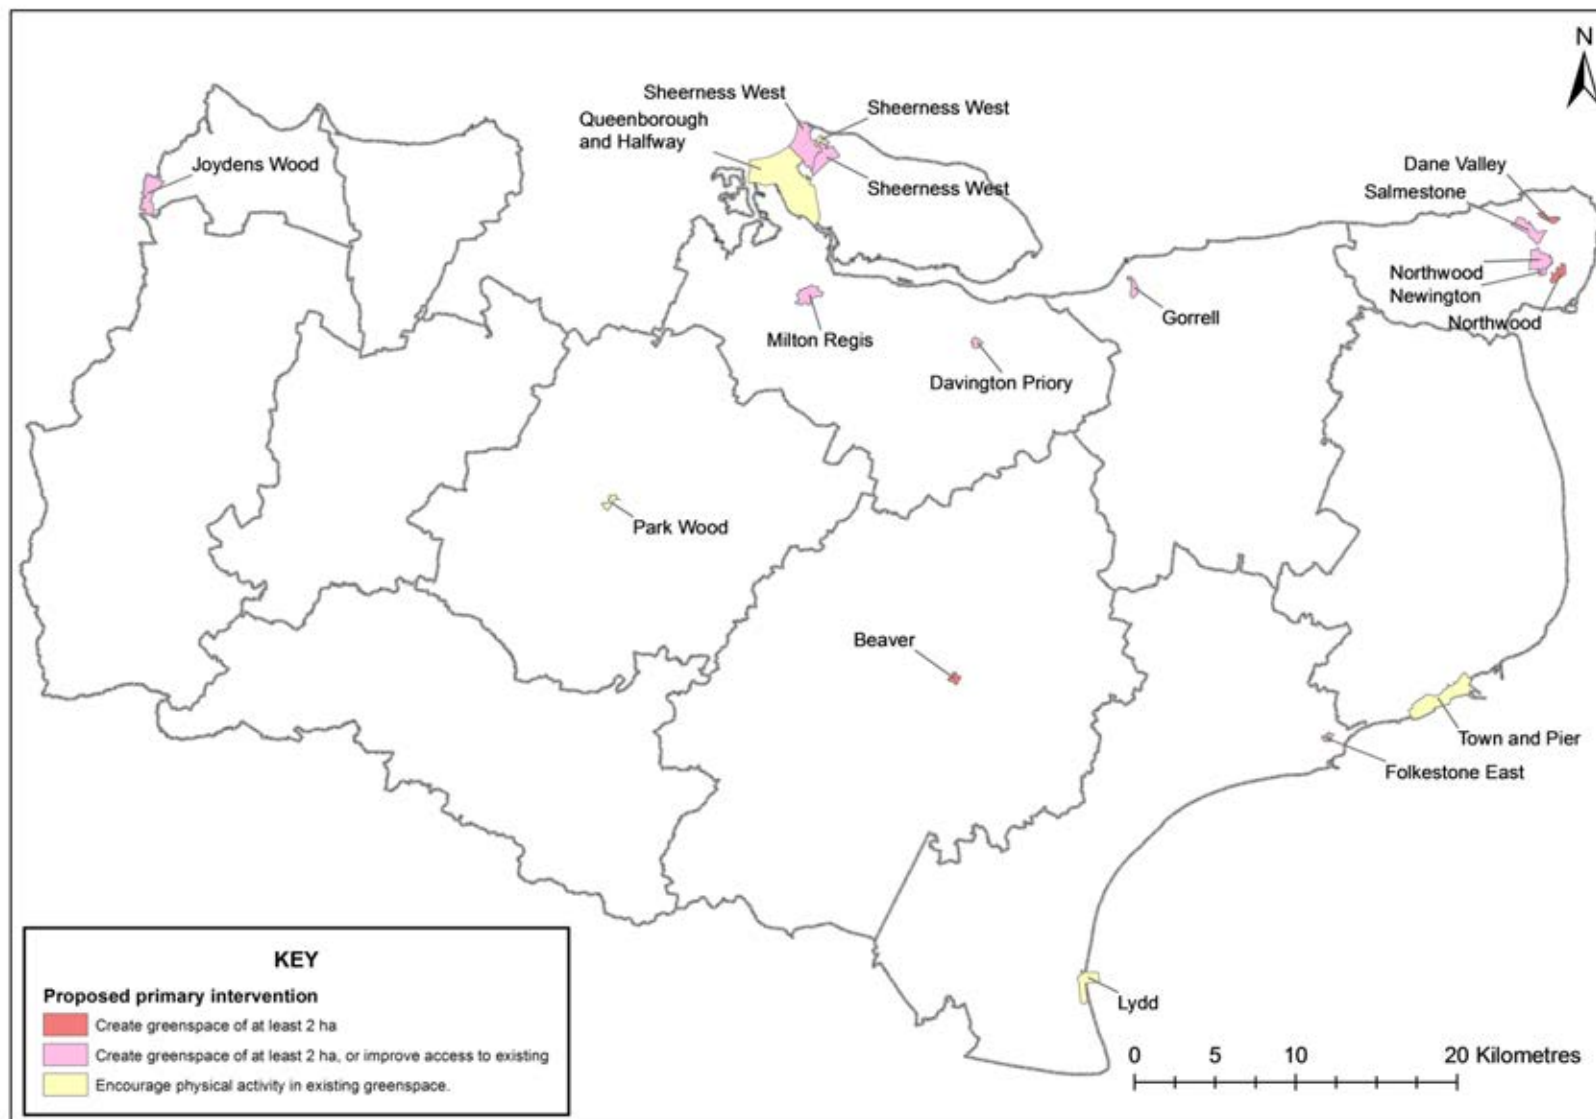 N
Sheerness West
Sheerness West
Queenborough
and Halfway
Joydens Wood
Sheerness West
Dane Valley
Salmestone
Northwood
Newington
Northwood
Gorrell
Milton Regis
Davington Priory
Park Wood
Beaver
Town and Pier
Folkestone East
Lydd
KEY
Proposed primary intervention
Create greenspace of at least 2 ha
Create greenspace of at least 2 ha, or improve access to existing
Encourage physical activity in existing greenspace.
0 5 10 20 Kilometres